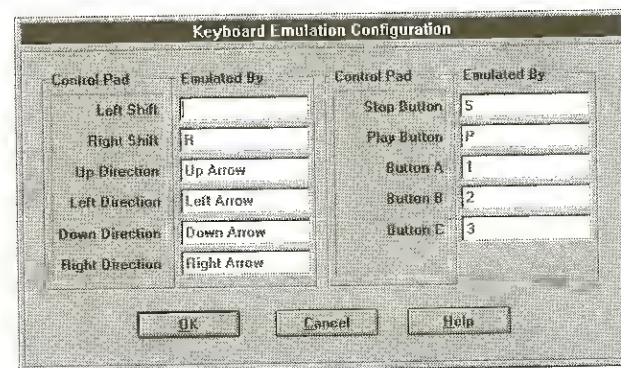 Keyboard Emulation Configuration
Control Pad
Emulated By
Left Shift
Right Shift R
Up Direction Up Arrow
Left Direction Left Arrow
Down Direction Down Arrow
Right Direction Right Arrow
Control Pad
Emulated By
Stop Button
Play Button P
Button A
Button B 2
Button C 3
OK
Cancel
Help